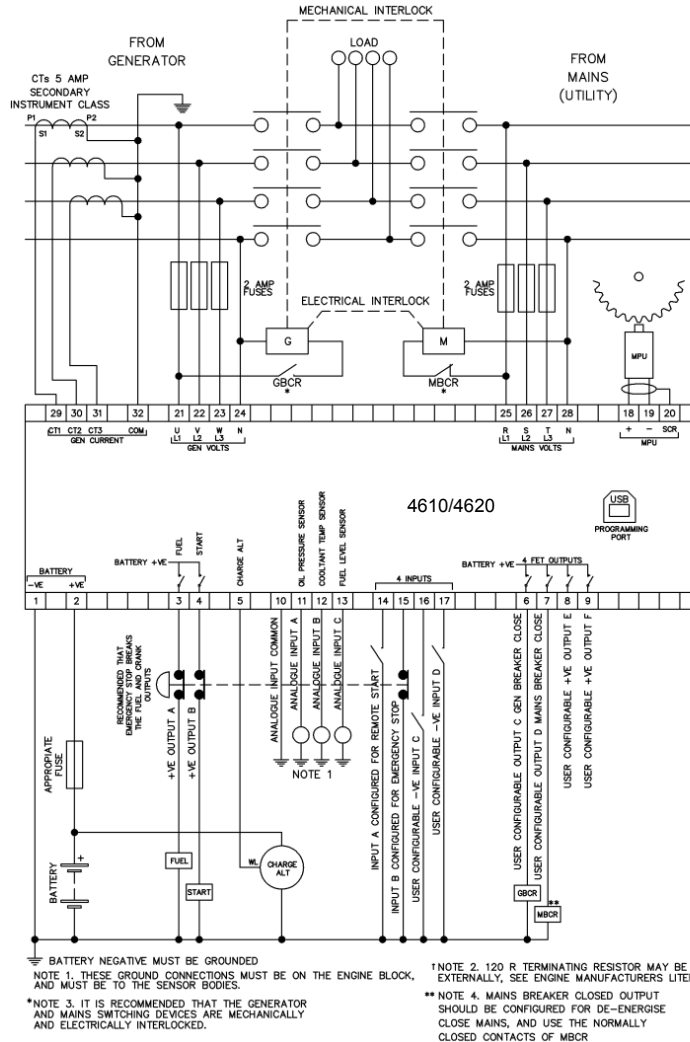 MECHANICAL INTERLOCK
FROM
GENERATOR
LOAD
FROM
MAINS
(UTILITY)
CTs 5 AMP
SECONDARY
INSTRUMENT CLASS
P1 P2
S1 S2
2 AMP
FUSES
2 AMP
FUSES
ELECTRICAL INTERLOCK
G
M
GBCR
*
MBCR
*
MPU
29 30 31 32 21 22 23 24 25 26 27 28 18 19 20
CT1 CT2 CT3 COM
GEN CURRENT
U V W N
L1 L2 L3
GEN VOLTS
R S T N
L1 L2 L3
MAINS VOLTS
+ - SCR
MPU
4610/4620
USB
PROGRAMMING
PORT
BATTERY
-VE +VE
BATTERY +VE
FUEL
START
CHARGE ALT
OIL PRESSURE SENSOR
COOLTANT TEMP SENSOR
FUEL LEVEL SENSOR
4 INPUTS
BATTERY +VE
4 FET OUTPUTS
1 2 3 4 5 10 11 12 13 14 15 16 17 6 7 8 9
RECOMMENDED THAT
EMERGENCY STOP BREAKS
THE FUEL AND CRANK
OUTPUTS
+VE OUTPUT A
+VE OUTPUT B
ANALOGUE INPUT COMMON
ANALOGUE INPUT A
ANALOGUE INPUT B
ANALOGUE INPUT C
NOTE 1
INPUT A CONFIGURED FOR REMOTE START
INPUT B CONFIGURED FOR EMERGENCY STOP
USER CONFIGURABLE -VE INPUT C
USER CONFIGURABLE -VE INPUT D
USER CONFIGURABLE OUTPUT C GEN BREAKER CLOSE
USER CONFIGURABLE OUTPUT D MAINS BREAKER CLOSE
USER CONFIGURABLE +VE OUTPUT E
USER CONFIGURABLE +VE OUTPUT F
APPROPIATE
FUSE
BATTERY
+
FUEL
START
WL
CHARGE
ALT
GBCR
**
MBCR
BATTERY NEGATIVE MUST BE GROUNDED
NOTE 1. THESE GROUND CONNECTIONS MUST BE ON THE ENGINE BLOCK,
AND MUST BE TO THE SENSOR BODIES.
*NOTE 3. IT IS RECOMMENDED THAT THE GENERATOR
AND MAINS SWITCHING DEVICES ARE MECHANICALLY
AND ELECTRICALLY INTERLOCKED.
†NOTE 2. 120 R TERMINATING RESISTOR MAY BE
EXTERNALLY, SEE ENGINE MANUFACTURERS LITE
** NOTE 4. MAINS BREAKER CLOSED OUTPUT
SHOULD BE CONFIGURED FOR DE-ENERGISE
CLOSE MAINS, AND USE THE NORMALLY
CLOSED CONTACTS OF MBCR